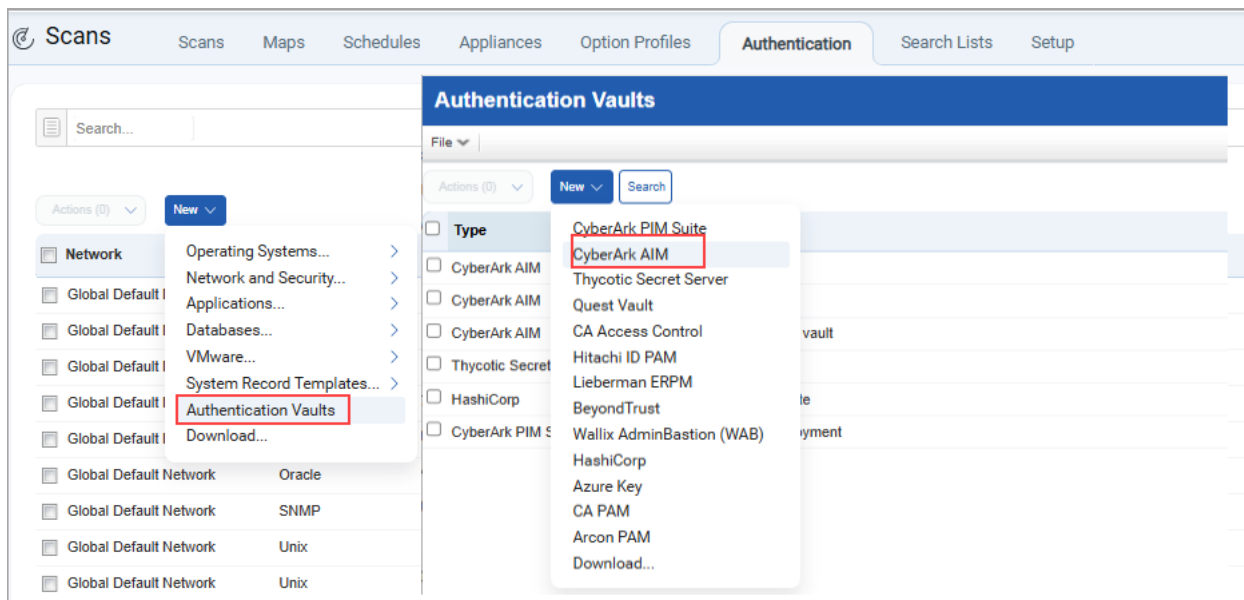 Scans
Scans Maps Schedules Appliances Option Profiles Authentication Search Lists Setup
Search...
Actions (0) New
Network
Global Default
Global Default
Global Default
Global Default
Global Default
Global Default Network Oracle
Global Default Network SNMP
Global Default Network Unix
Global Default Network Unix
Operating Systems...
Network and Security...
Applications...
Databases...
VMware...
System Record Templates...
Authentication Vaults
Download...
Authentication Vaults
File
Actions (0) New Search
Type
CyberArk AIM
CyberArk AIM
CyberArk AIM vault
Thycotic Secret
HashiCorp
CyberArk PIM S
CyberArk PIM Suite
CyberArk AIM
Thycotic Secret Server
Quest Vault
CA Access Control
Hitachi ID PAM
Lieberman ERPM
BeyondTrust
Wallix AdminBastion (WAB)
HashiCorp
Azure Key
CA PAM
Arcon PAM
Download...